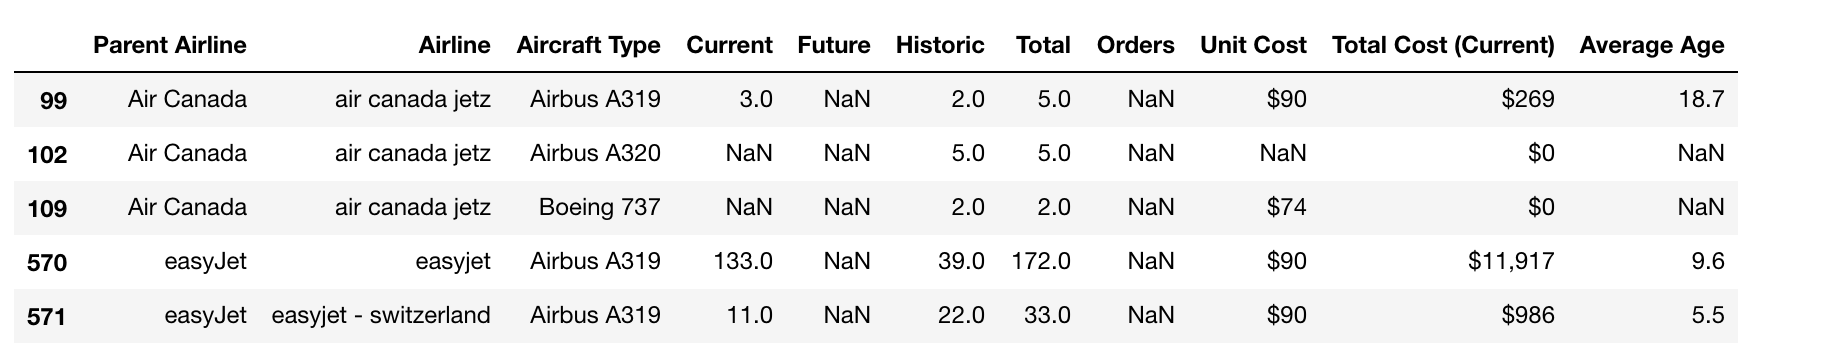 Parent Airline Airline Aircraft Type Current Future Historic Total Orders Unit Cost Total Cost (Current) Average Age
99 Air Canada air canada jetz Airbus A319 3.0 NaN 2.0 5.0 NaN $90 $269 18.7
102 Air Canada air canada jetz Airbus A320 NaN NaN 5.0 5.0 NaN NaN $0 NaN
109 Air Canada air canada jetz Boeing 737 NaN NaN 2.0 2.0 NaN $74 $0 NaN
570 easyJet easyjet Airbus A319 133.0 NaN 39.0 172.0 NaN $90 $11,917 9.6
571 easyJet easyjet - switzerland Airbus A319 11.0 NaN 22.0 33.0 NaN $90 $986 5.5